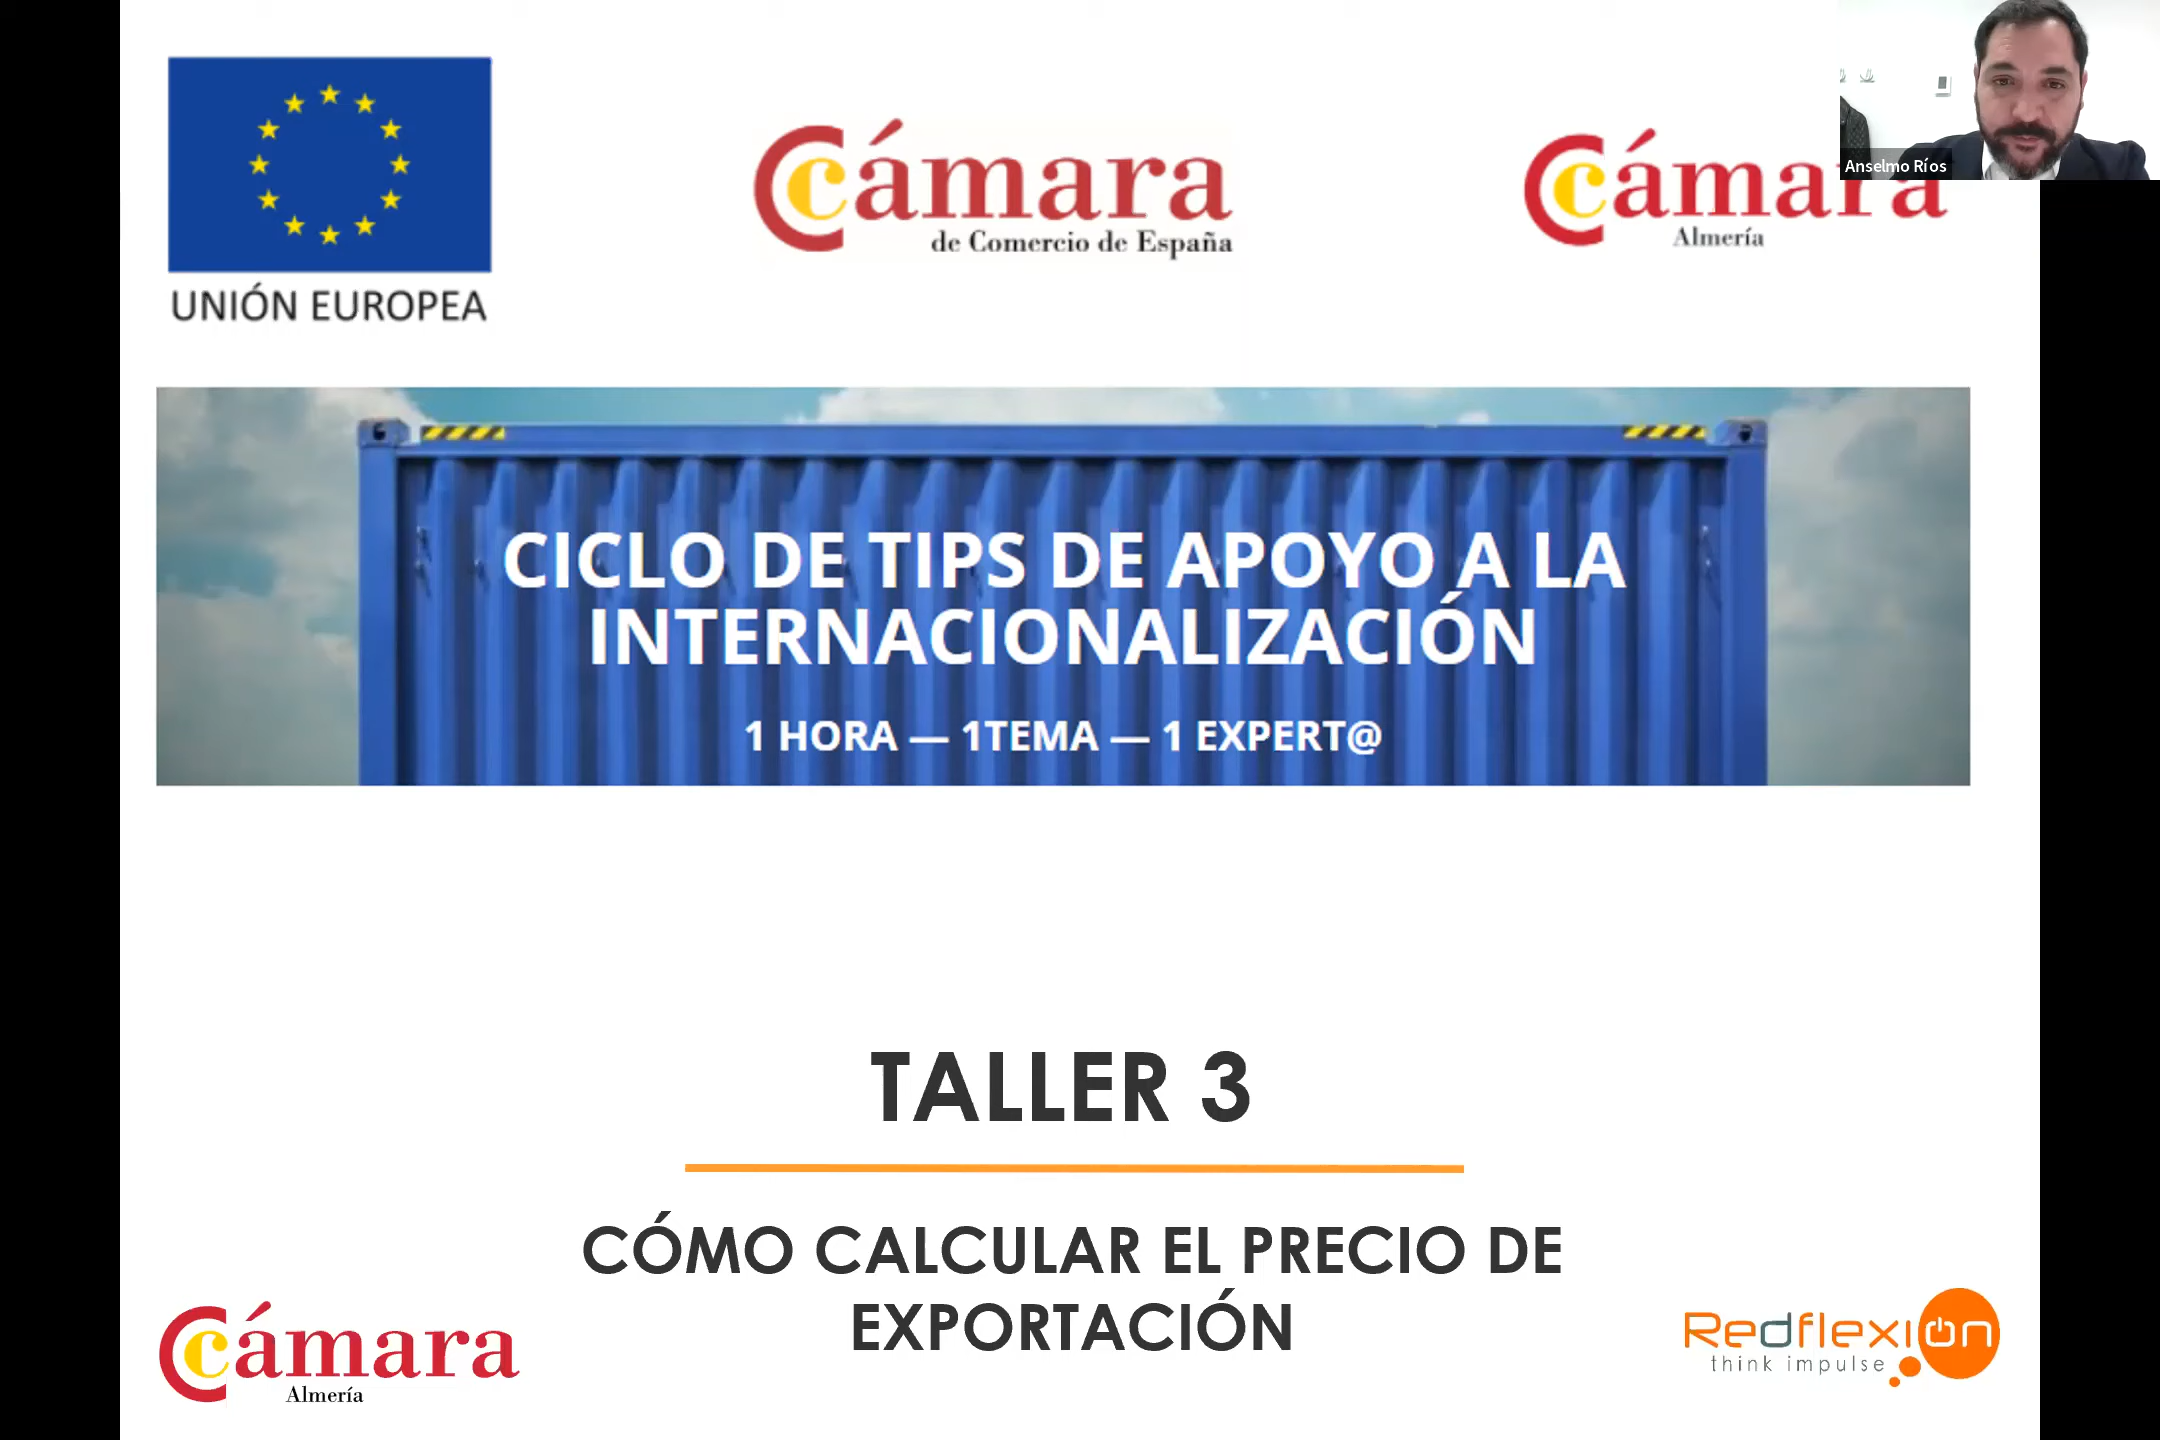 UNIÓN EUROPEA
Cámara
de Comercio de España
Cámara
Almería
Anselmo Ríos
CICLO DE TIPS DE APOYO A LA
INTERNACIONALIZACIÓN
1 HORA — 1TEMA — 1 EXPERT@
TALLER 3
CÓMO CALCULAR EL PRECIO DE
EXPORTACIÓN
Cámara
Almería
Redflexion
think impulse